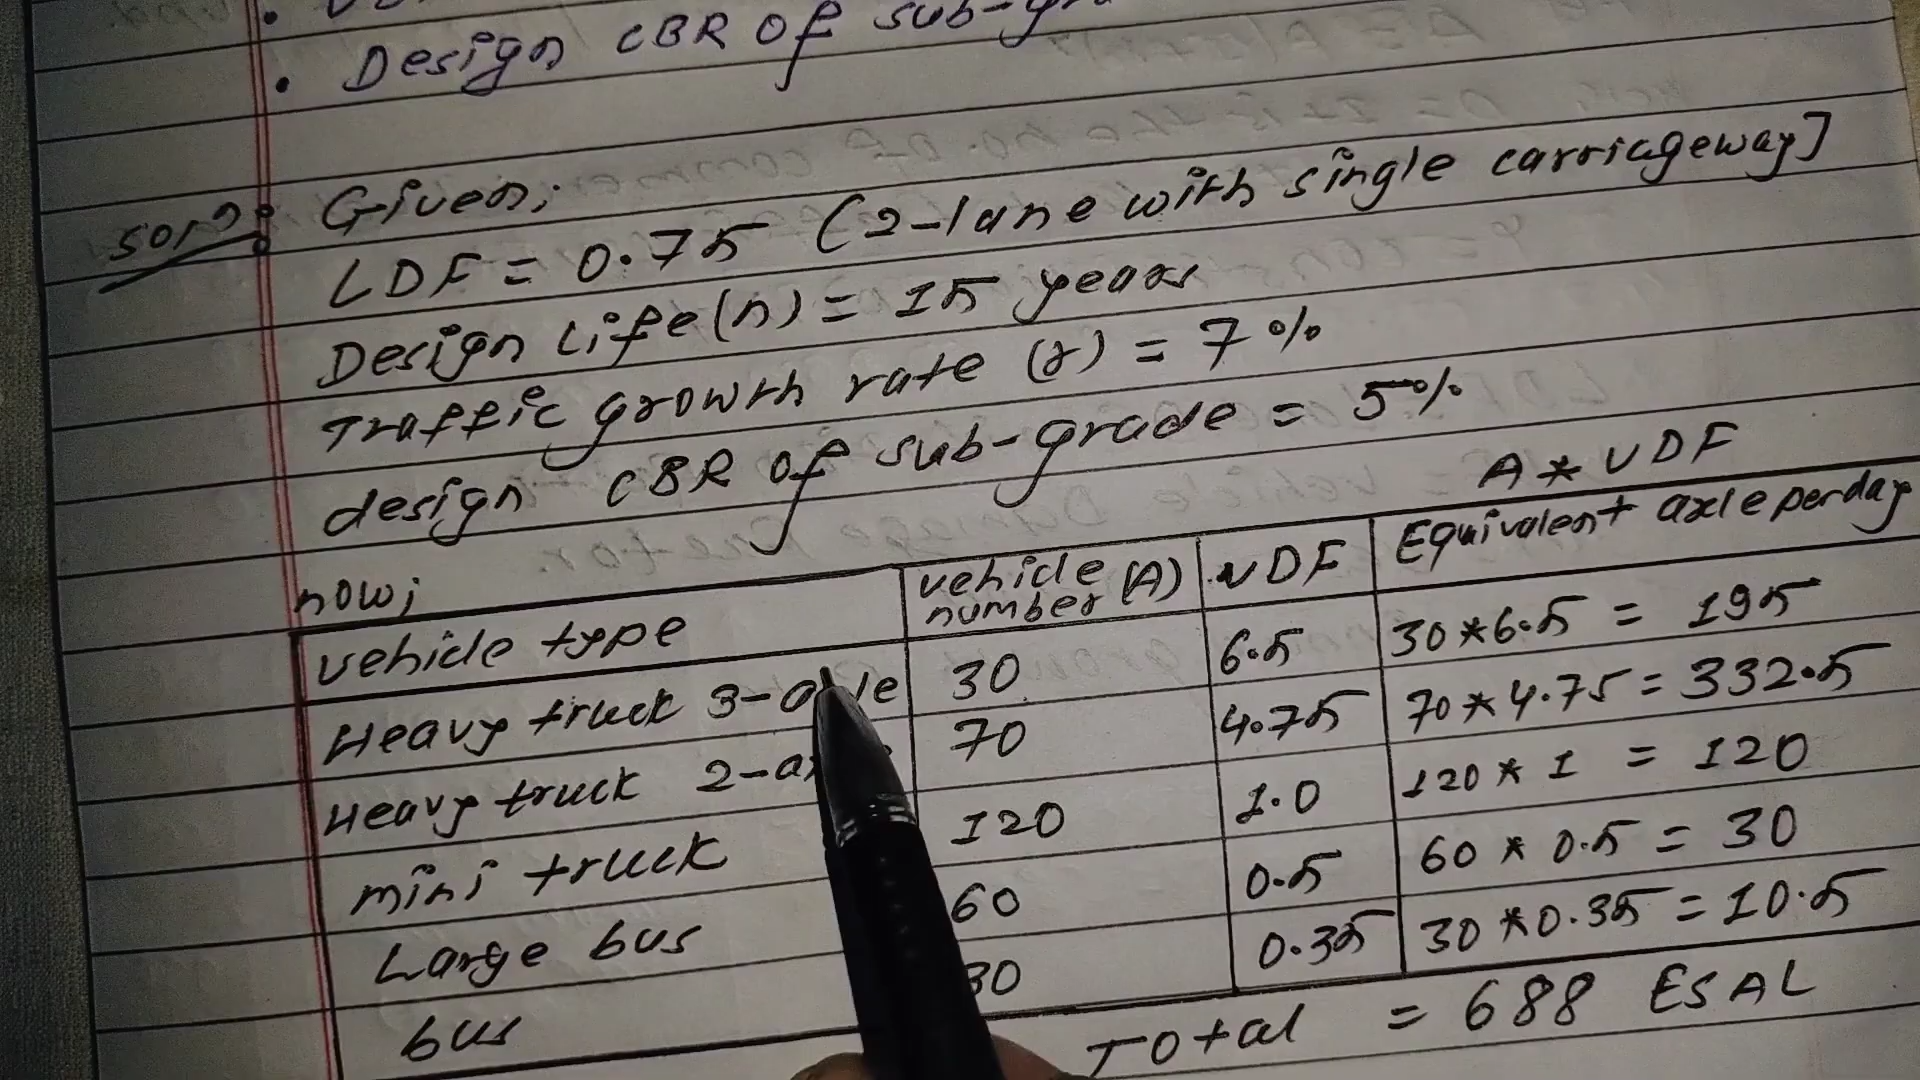 • Design CBR of sub-gr
Solⁿ: Given;
LDF = 0.75 (2-lane with single carriageway]
Design Life(n) = 15 years
Traffic growth rate (r) = 7%
design CBR of sub-grade = 5%
now;
A * VDF
vehicle type | vehicle number (A) | VDF | Equivalent axle perday
Heavy truck 3-axle | 30 | 6.5 | 30*6.5 = 195
Heavy truck 2-a | 70 | 4.75 | 70*4.75 = 332.5
mini truck | 120 | 1.0 | 120 * 1 = 120
Large bus | 60 | 0.5 | 60 * 0.5 = 30
bus | 30 | 0.35 | 30*0.35 = 10.5
Total = 688 ESAL